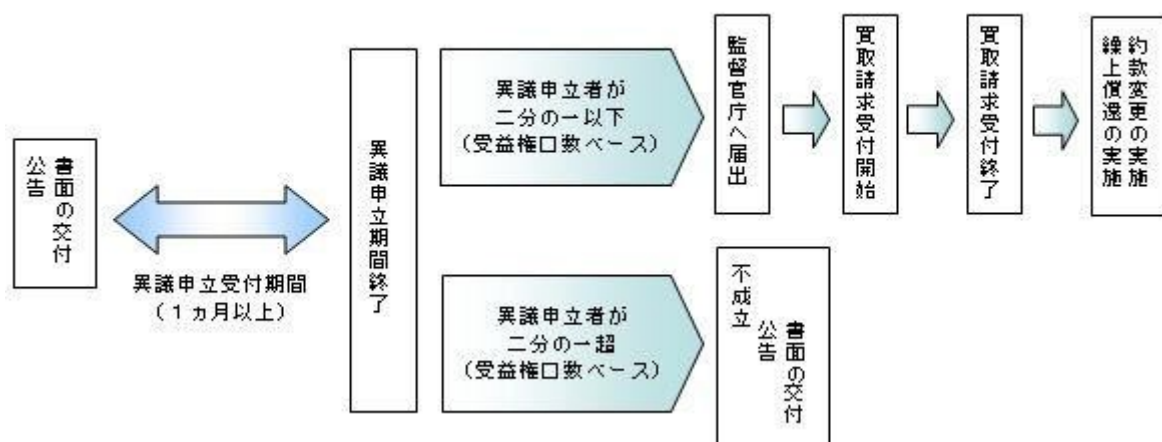 書面の交付
公告
異議申立受付期間
（１ヵ月以上）
異議申立期間終了
異議申立者が
二分の一以下
（受益権口数ベース）
監督官庁へ届出
買取請求受付開始
買取請求受付終了
約款変更の実施
繰上償還の実施
異議申立者が
二分の一超
（受益権口数ベース）
書面の交付
公告
不成立